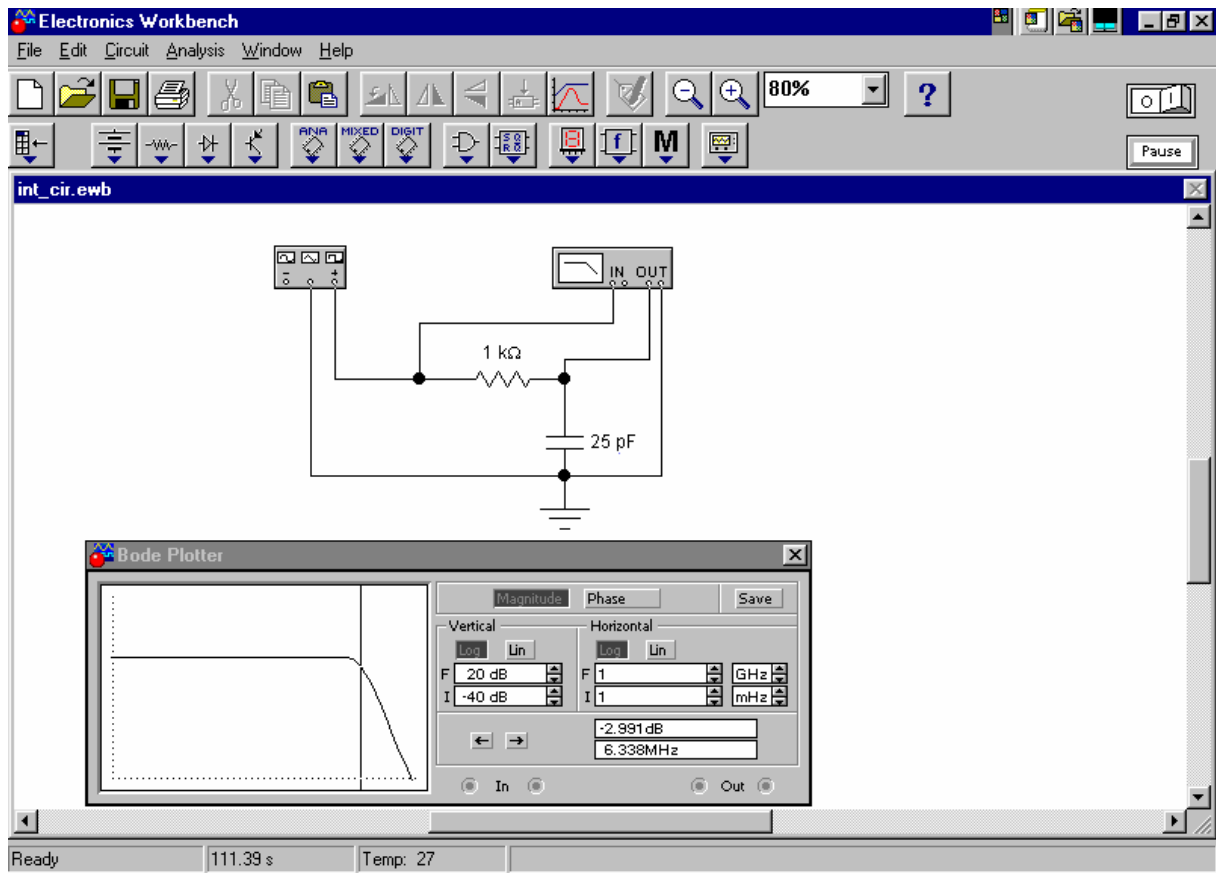 Electronics Workbench
File Edit Circuit Analysis Window Help
80%
?
O I
ANA MIXED DIGIT
f M
Pause
int_cir.ewb
IN OUT
1 kΩ
25 pF
Bode Plotter
Magnitude Phase Save
Vertical Horizontal
Log Lin Log Lin
F 20 dB F 1 GHz
I -40 dB I 1 mHz
-2.991dB
6.338MHz
In Out
Ready 111.39 s Temp: 27